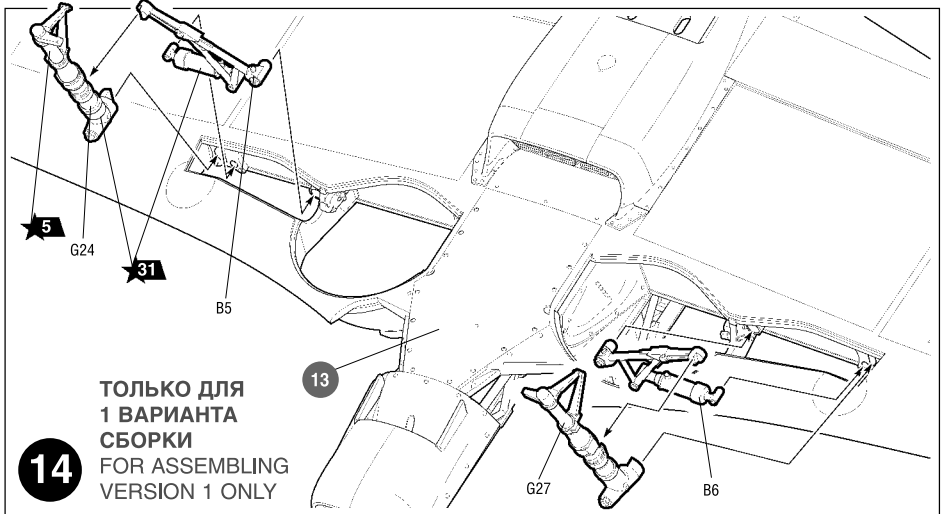 5
G24
31
B5
13
ТОЛЬКО ДЛЯ
1 ВАРИАНТА
СБОРКИ
14
FOR ASSEMBLING
VERSION 1 ONLY
G27
B6